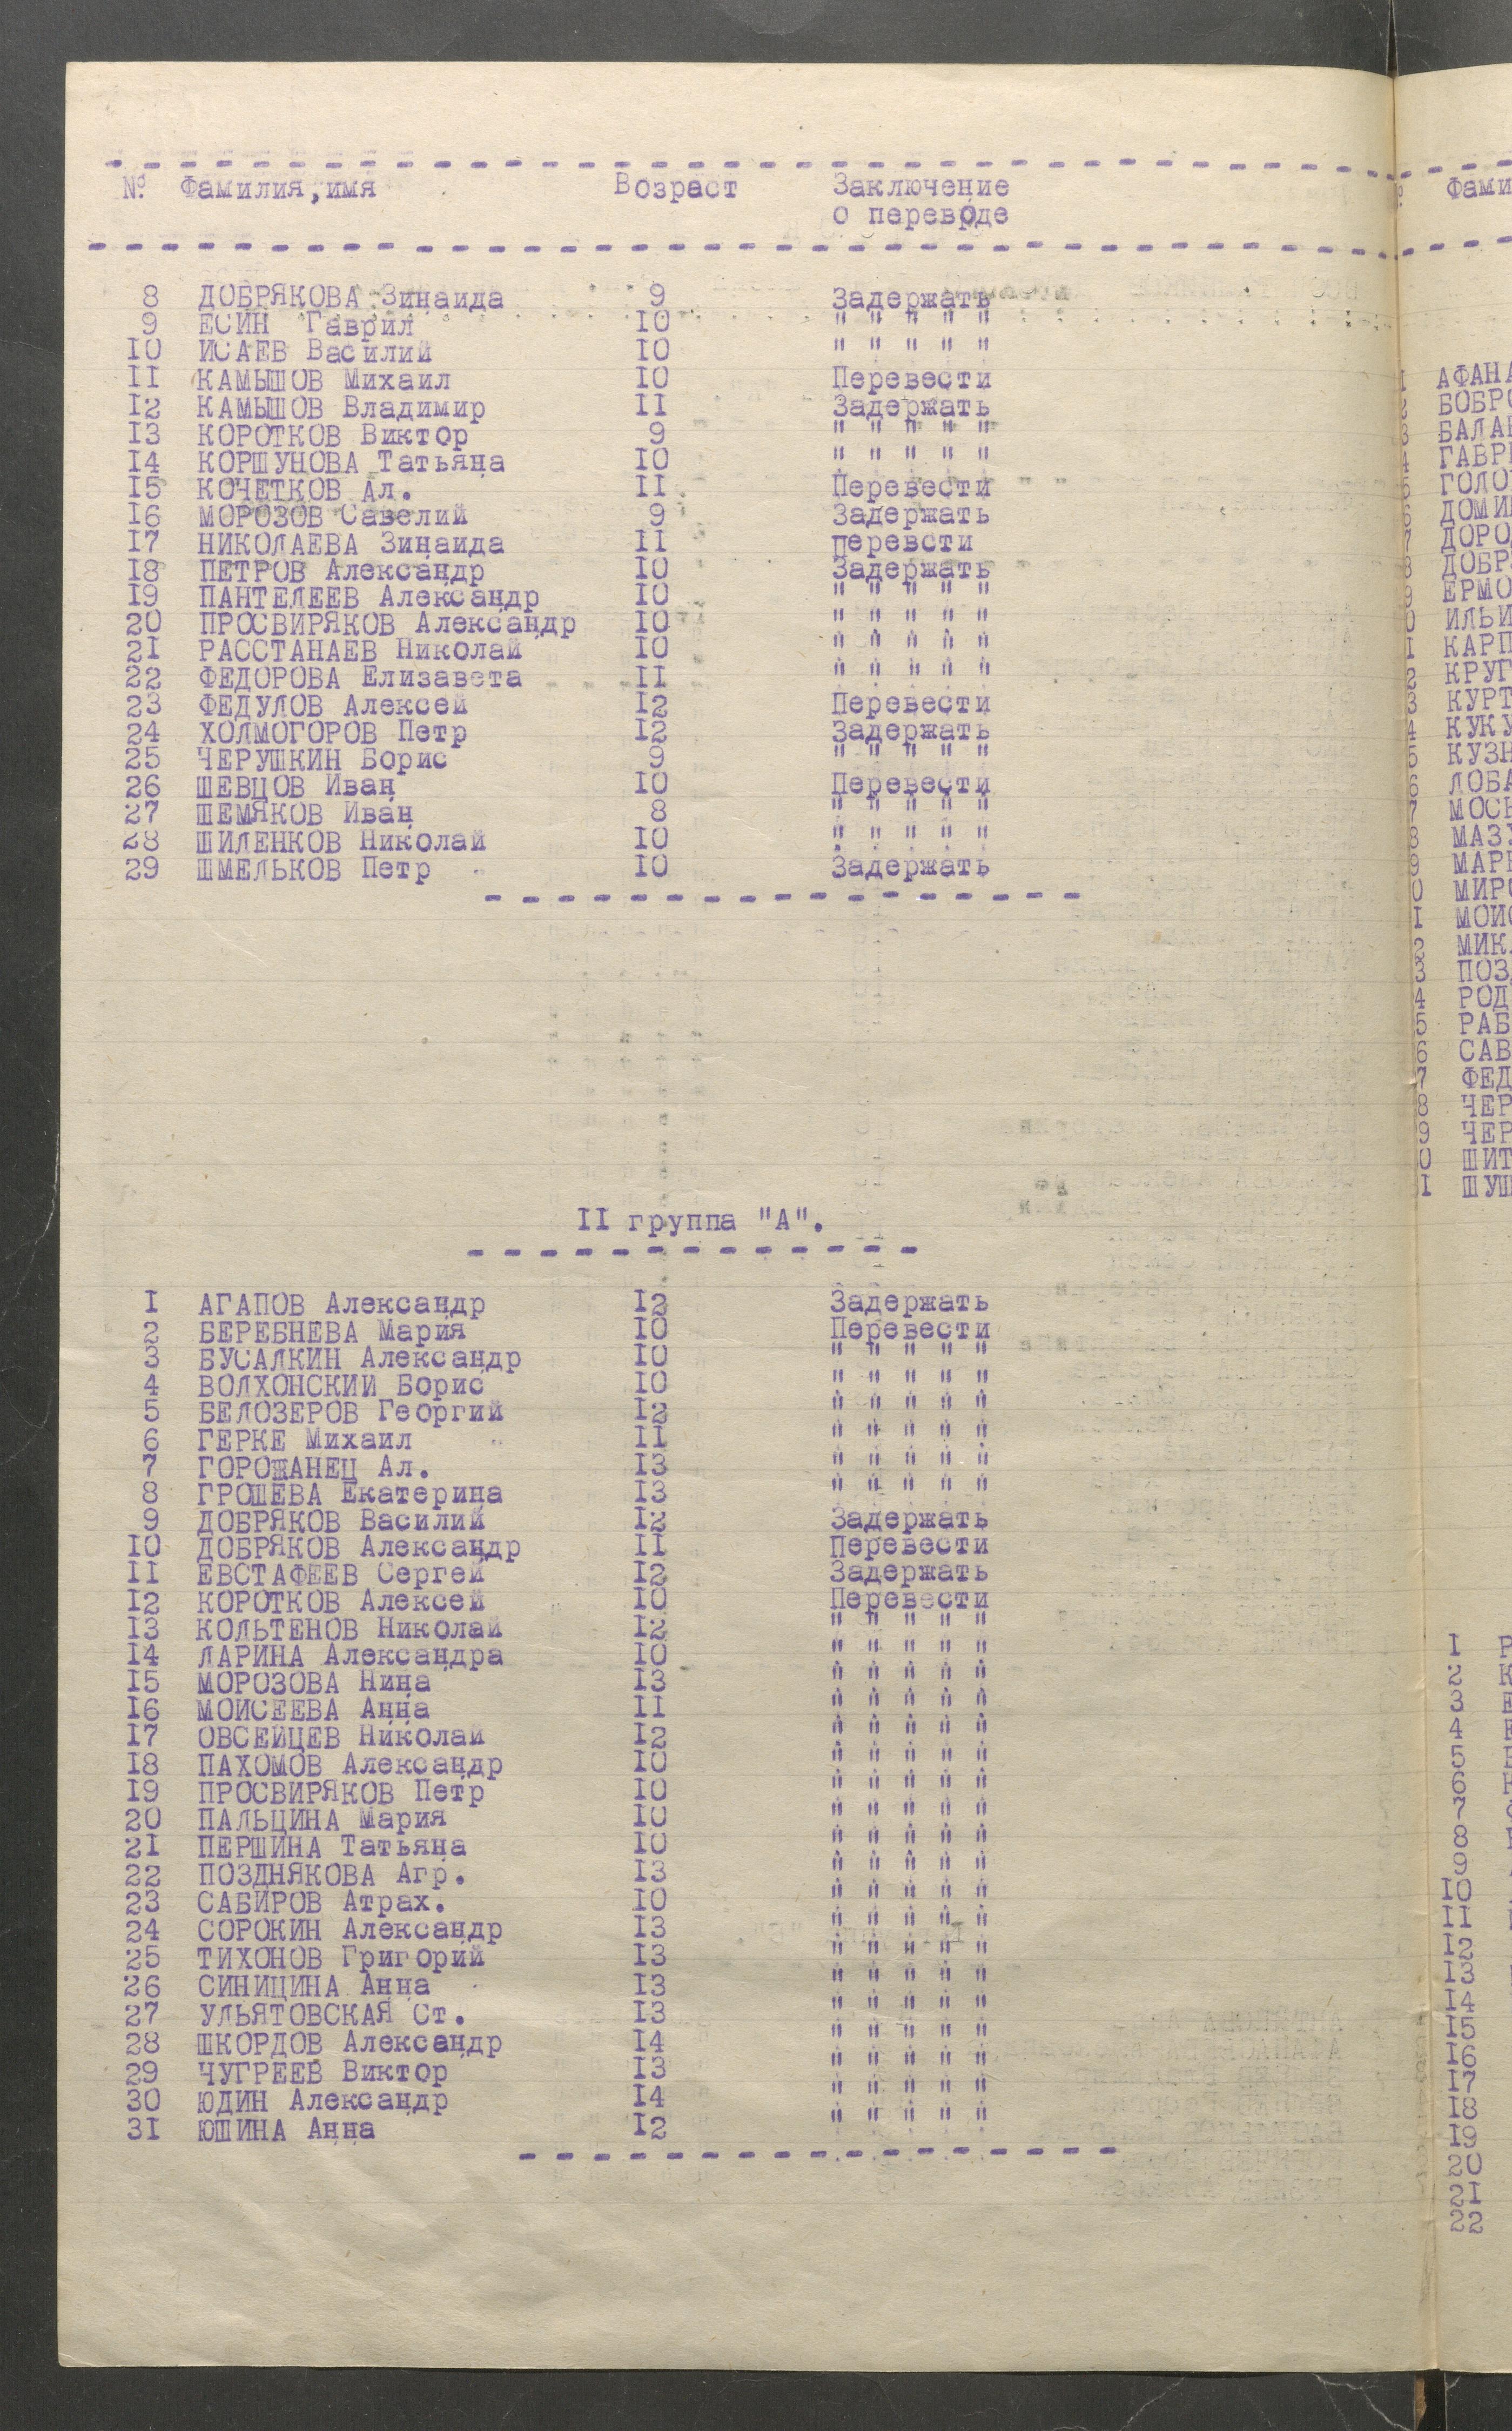 № Фамилия,имя Возраст Заключение
о переводе
8 ДОБРЯКОВА Зинаида 9 Задержать
9 ЕСИН Гаврил 10 " " " " "
10 ИСАЕВ Василий 10 " " " " "
11 КАМЫШОВ Михаил 10 Перевести
12 КАМЫШОВ Владимир 11 Задержать
13 КОРОТКОВ Виктор 9 " " " " "
14 КОРШУНОВА Татьяна 10 " " " " "
15 КОЧЕТКОВ Ал. 11 Перевести
16 МОРОЗОВ Савелий 9 Задержать
17 НИКОЛАЕВА Зинаида 11 перевсти
18 ПЕТРОВ Александр 10 Задержать
19 ПАНТЕЛЕЕВ Александр 10 " " " " "
20 ПРОСВИРЯКОВ Александр 10 " " " " "
21 РАССТАНАЕВ Николай 10 " " " " "
22 ФЕДОРОВА Елизавета 11 " " " " "
23 ФЕДУЛОВ Алексей 12 Перевести
24 ХОЛМОГОРОВ Петр 12 Задержать
25 ЧЕРУШКИН Борис 9 " " " " "
26 ШЕВЦОВ Иван 10 Перевести
27 ШЕМЯКОВ Иван 8 " " " " "
28 ШИЛЕНКОВ Николай 10 " " " " "
29 ШМЕЛЬКОВ Петр 10 Задержать
II группа "А".
1 АГАПОВ Александр 12 Задержать
2 БЕРЕБНЕВА Мария 10 Перевести
3 БУСАЛКИН Александр 10 " " " " "
4 ВОЛХОНСКИЙ Борис 10 " " " " "
5 БЕЛОЗЕРОВ Георгий 12 " " " " "
6 ГЕРКЕ Михаил 11 " " " " "
7 ГОРОЖАНЕЦ Ал. 13 " " " " "
8 ГРОШЕВА Екатерина 13 " " " " "
9 ДОБРЯКОВ Василий 12 Задержать
10 ДОБРЯКОВ Александр 11 Перевести
11 ЕВСТАФЕЕВ Сергей 12 Задержать
12 КОРОТКОВ Алексей 10 Перевести
13 КОЛЬТЕНОВ Николай 12 " " " " "
14 ЛАРИНА Александра 10 " " " " "
15 МОРОЗОВА Нина 13 " " " " "
16 МОИСЕЕВА Анна 11 " " " " "
17 ОВСЕЙЦЕВ Николай 12 " " " " "
18 ПАХОМОВ Александр 10 " " " " "
19 ПРОСВИРЯКОВ Петр 10 " " " " "
20 ПАЛЬЦИНА Мария 10 " " " " "
21 ПЕРШИНА Татьяна 10 " " " " "
22 ПОЗДНЯКОВА Агр. 13 " " " " "
23 САБИРОВ Атрах. 10 " " " " "
24 СОРОКИН Александр 13 " " " " "
25 ТИХОНОВ Григорий 13 " " " " "
26 СИНИЦИНА Анна 13 " " " " "
27 УЛЬЯТОВСКАЯ Ст. 13 " " " " "
28 ШКОРДОВ Александр 14 " " " " "
29 ЧУГРЕЕВ Виктор 13 " " " " "
30 ЮДИН Александр 14 " " " " "
31 ЮШИНА Анна 12 " " " " "